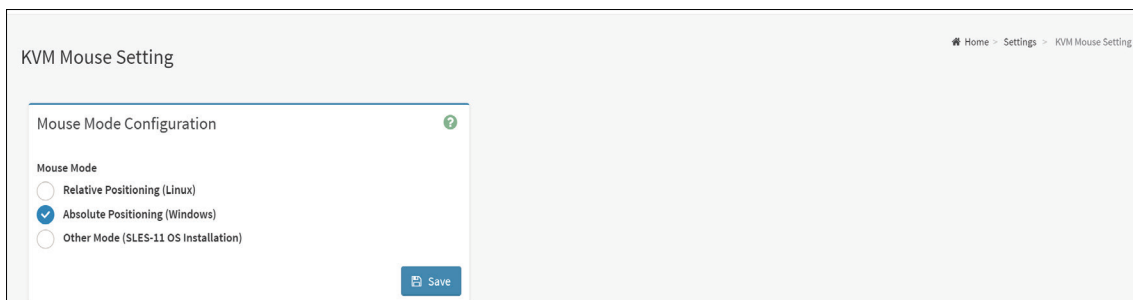 Home > Settings > KVM Mouse Setting
KVM Mouse Setting
Mouse Mode Configuration
Mouse Mode
Relative Positioning (Linux)
Absolute Positioning (Windows)
Other Mode (SLES-11 OS Installation)
Save